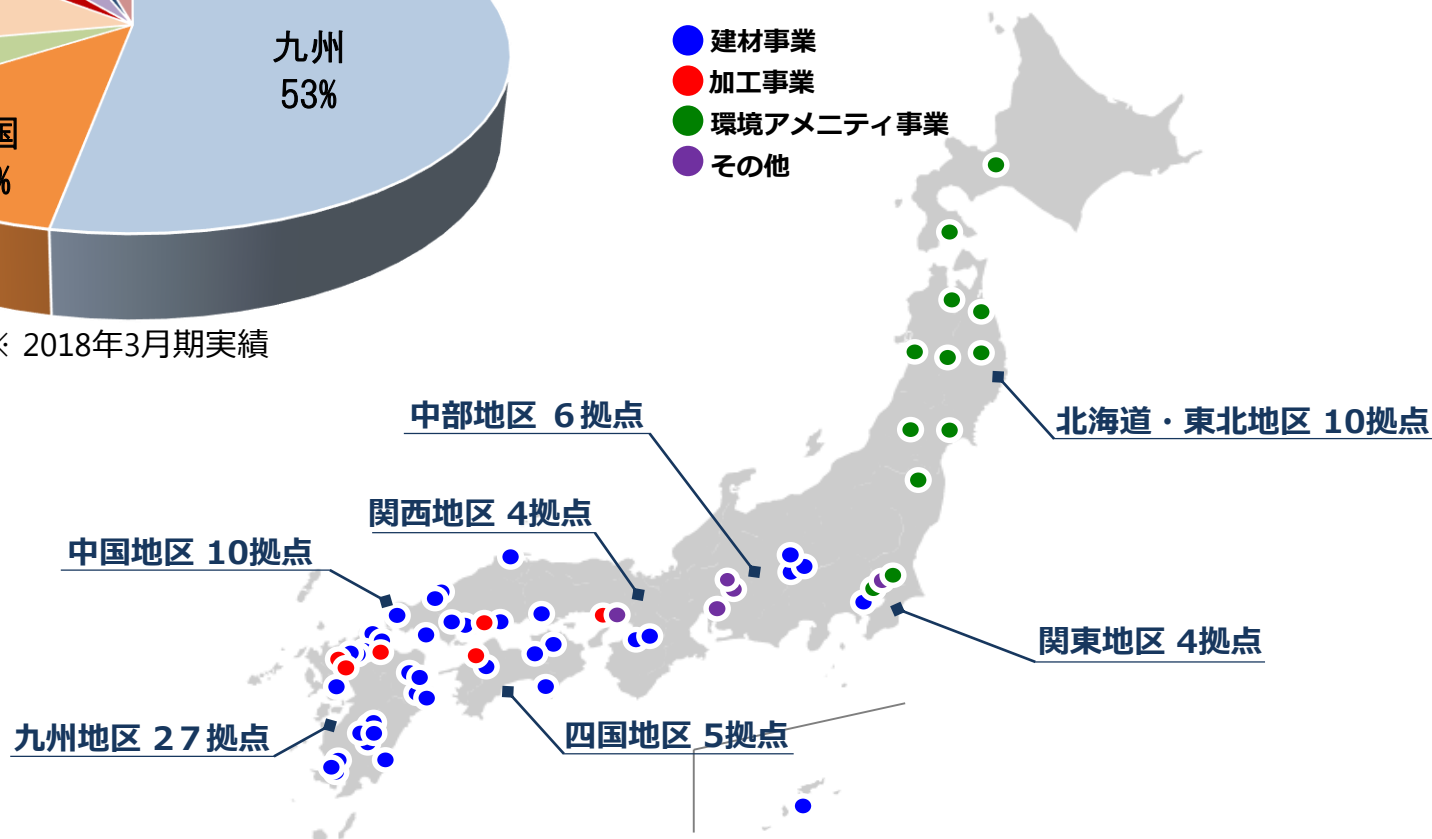 九州
53%
国
%
※ 2018年3月期実績
建材事業
加工事業
環境アメニティ事業
その他
中部地区 6拠点
北海道・東北地区 10拠点
関西地区 4拠点
中国地区 10拠点
関東地区 4拠点
九州地区 27拠点
四国地区 5拠点